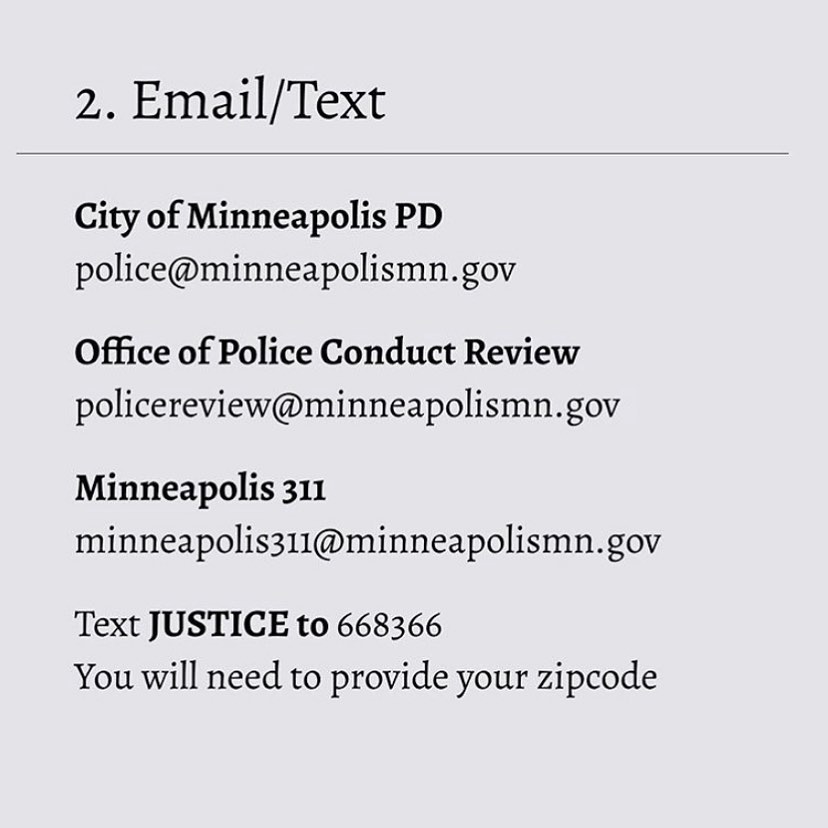 2. Email/Text
City of Minneapolis PD
police@minneapolismn.gov
Office of Police Conduct Review
policereview@minneapolismn.gov
Minneapolis 311
minneapolis311@minneapolismn.gov
Text JUSTICE to 668366
You will need to provide your zipcode